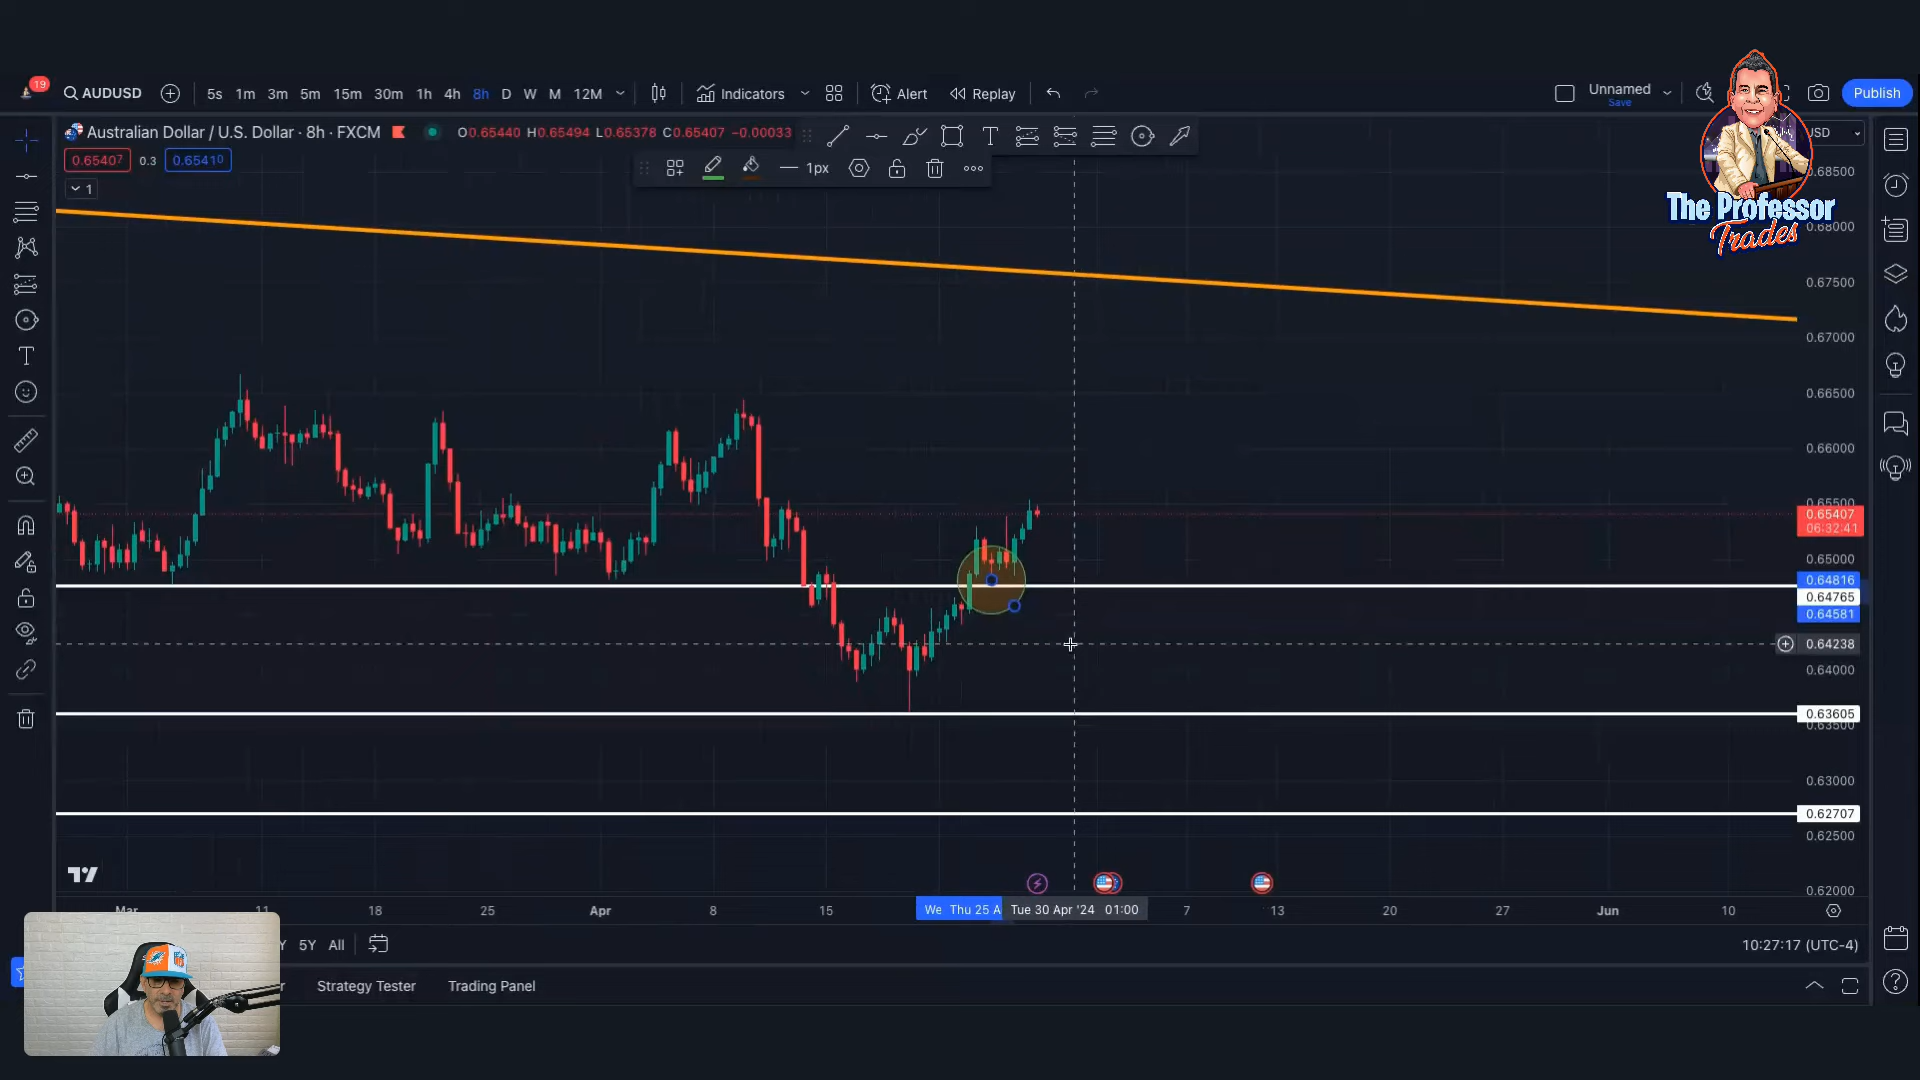 19
AUDUSD
5s 1m 3m 5m 15m 30m 1h 4h 8h D W M 12M
Indicators
Alert
Replay
Unnamed
Save
Publish
Australian Dollar / U.S. Dollar · 8h · FXCM
O0.65440 H0.65494 L0.65378 C0.65407 −0.00033
0.65407 0.3 0.65410
1px
1
The Professor
Trades
0.68500
0.68000
0.67500
0.67000
0.66500
0.66000
0.65500
0.65407
06:32:41
0.65000
0.64816
0.64765
0.64581
0.64238
0.64000
0.63605
0.63500
0.63000
0.62707
0.62500
0.62000
Mar 11 18 25 Apr 8 15 We Thu 25 A Tue 30 Apr '24 01:00 7 13 20 27 Jun 10
5Y All
10:27:17 (UTC-4)
Strategy Tester
Trading Panel